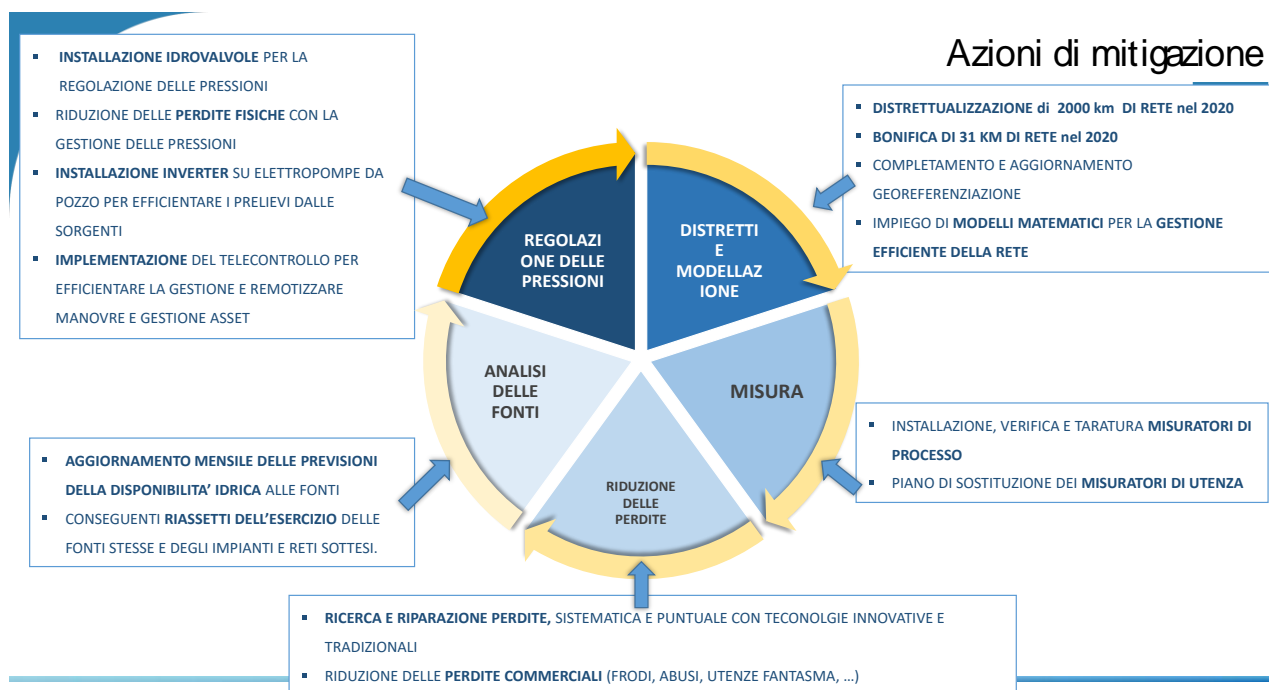 Azioni di mitigazione
▪ INSTALLAZIONE IDROVALVOLE PER LA
REGOLAZIONE DELLE PRESSIONI
▪ RIDUZIONE DELLE PERDITE FISICHE CON LA
GESTIONE DELLE PRESSIONI
▪ INSTALLAZIONE INVERTER SU ELETTROPOMPE DA
POZZO PER EFFICIENTARE I PRELIEVI DALLE
SORGENTI
▪ IMPLEMENTAZIONE DEL TELECONTROLLO PER
EFFICIENTARE LA GESTIONE E REMOTIZZARE
MANOVRE E GESTIONE ASSET
▪ DISTRETTUALIZZAZIONE di 2000 km DI RETE nel 2020
▪ BONIFICA DI 31 KM DI RETE nel 2020
▪ COMPLETAMENTO E AGGIORNAMENTO
GEOREFERENZIAZIONE
▪ IMPIEGO DI MODELLI MATEMATICI PER LA GESTIONE
EFFICIENTE DELLA RETE
REGOLAZI
ONE DELLE
PRESSIONI
DISTRETTI
E
MODELLAZ
IONE
ANALISI
DELLE
FONTI
MISURA
RIDUZIONE
DELLE
PERDITE
▪ INSTALLAZIONE, VERIFICA E TARATURA MISURATORI DI
PROCESSO
▪ PIANO DI SOSTITUZIONE DEI MISURATORI DI UTENZA
▪ AGGIORNAMENTO MENSILE DELLE PREVISIONI
DELLA DISPONIBILITA’ IDRICA ALLE FONTI
▪ CONSEGUENTI RIASSETTI DELL’ESERCIZIO DELLE
FONTI STESSE E DEGLI IMPIANTI E RETI SOTTESI.
▪ RICERCA E RIPARAZIONE PERDITE, SISTEMATICA E PUNTUALE CON TECONOLGIE INNOVATIVE E
TRADIZIONALI
▪ RIDUZIONE DELLE PERDITE COMMERCIALI (FRODI, ABUSI, UTENZE FANTASMA, …)